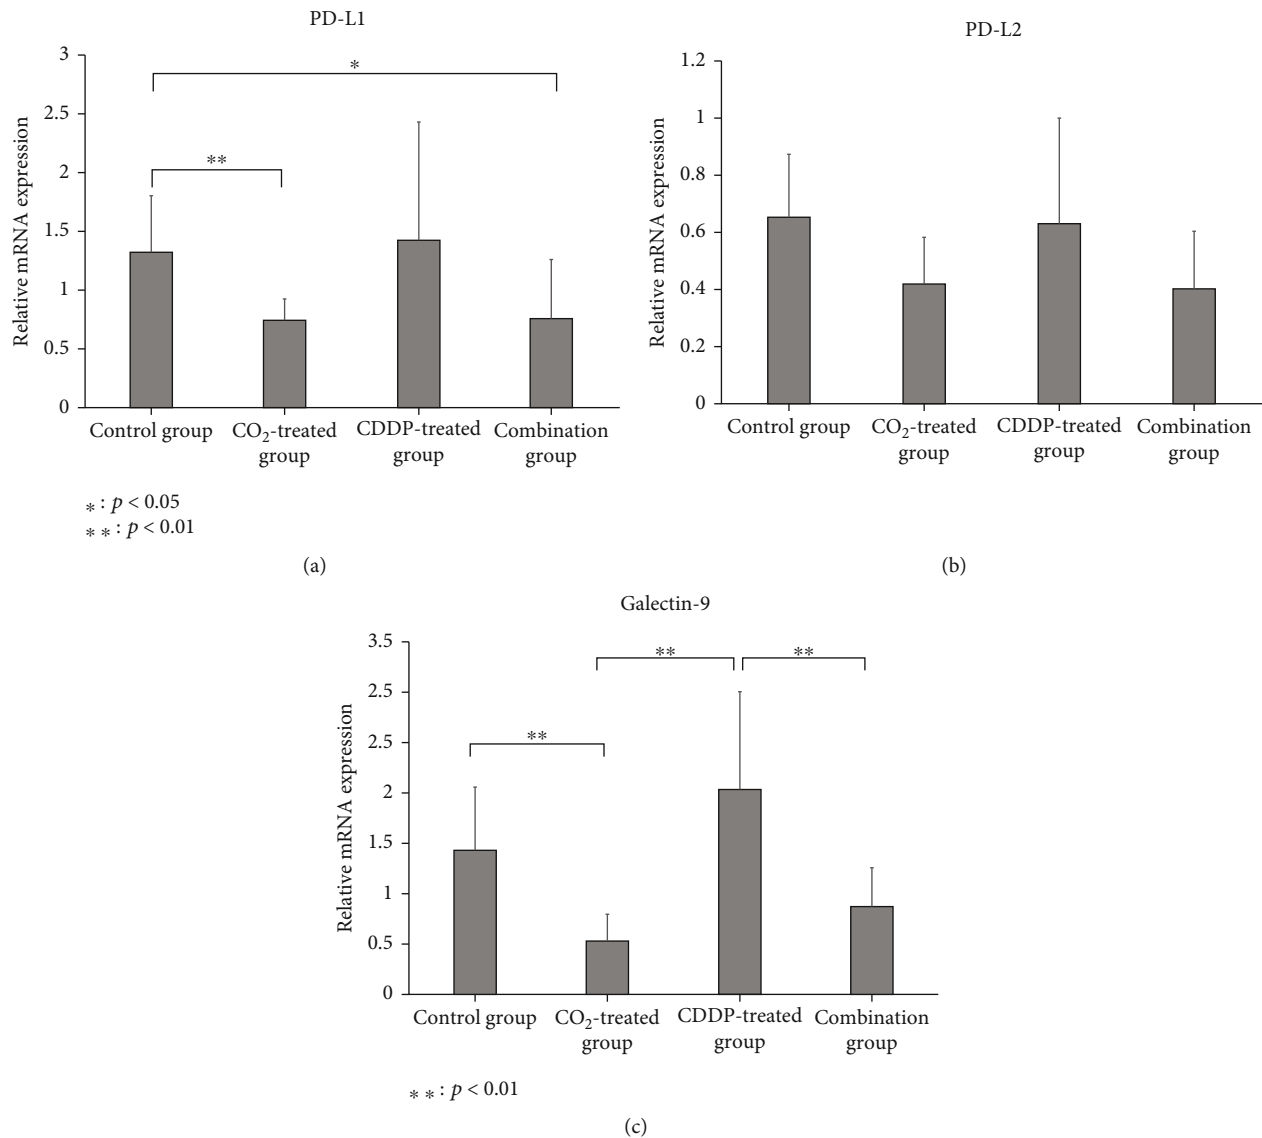 PD-L1
3
2.5
2
1.5
1
0.5
0
Relative mRNA expression
*
**
Control group
CO₂-treated group
CDDP-treated group
Combination group
* : p < 0.05
** : p < 0.01
(a)
PD-L2
1.2
1
0.8
0.6
0.4
0.2
0
Relative mRNA expression
Control group
CO₂-treated group
CDDP-treated group
Combination group
(b)
Galectin-9
3.5
2.5
2.5
2
1.5
1
0.5
0
Relative mRNA expression
**
**
**
Control group
CO₂-treated group
CDDP-treated group
Combination group
** : p < 0.01
(c)